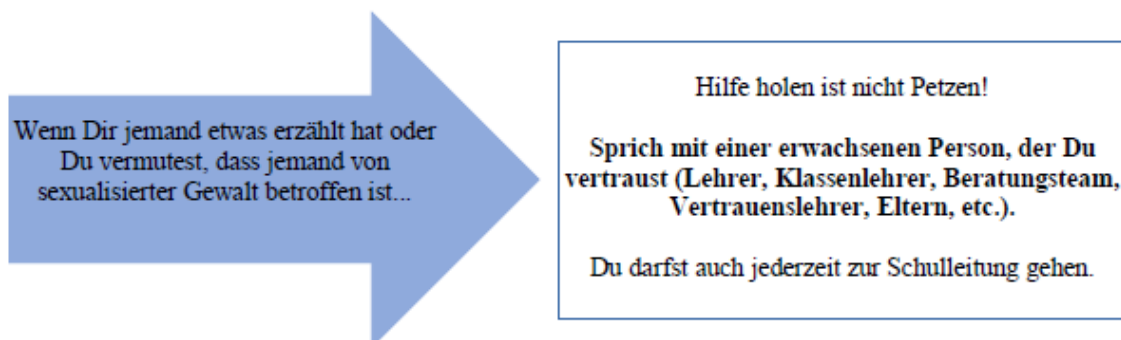 Wenn Dir jemand etwas erzählt hat oder
Du vermutest, dass jemand von
sexualisierter Gewalt betroffen ist...
Hilfe holen ist nicht Petzen!
Sprich mit einer erwachsenen Person, der Du
vertraust (Lehrer, Klassenlehrer, Beratungsteam,
Vertrauenslehrer, Eltern, etc.).
Du darfst auch jederzeit zur Schulleitung gehen.